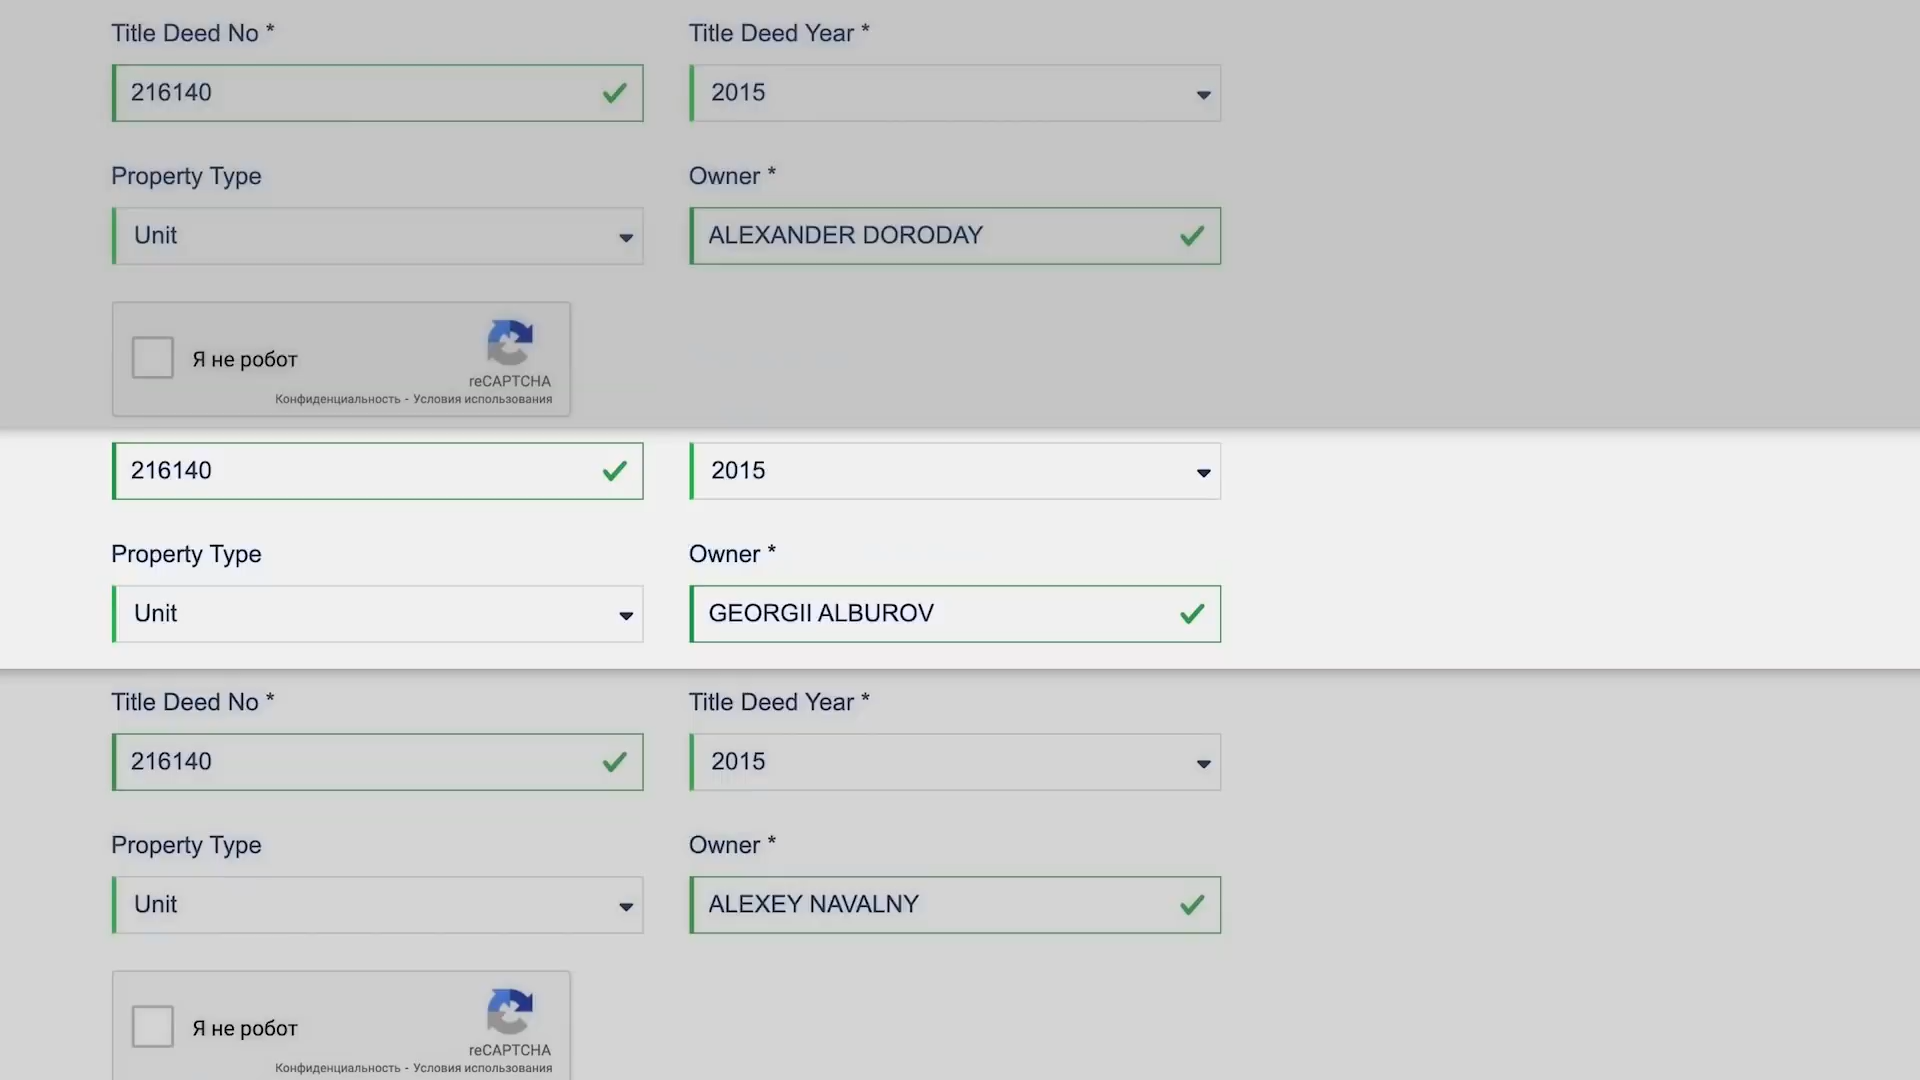 Title Deed No * Title Deed Year *
216140 2015
Property Type Owner *
Unit ALEXANDER DORODAY
Я не робот
reCAPTCHA
Конфиденциальность - Условия использования
216140 2015
Property Type Owner *
Unit GEORGII ALBUROV
Title Deed No * Title Deed Year *
216140 2015
Property Type Owner *
Unit ALEXEY NAVALNY
Я не робот
reCAPTCHA
Конфиденциальность - Условия использования